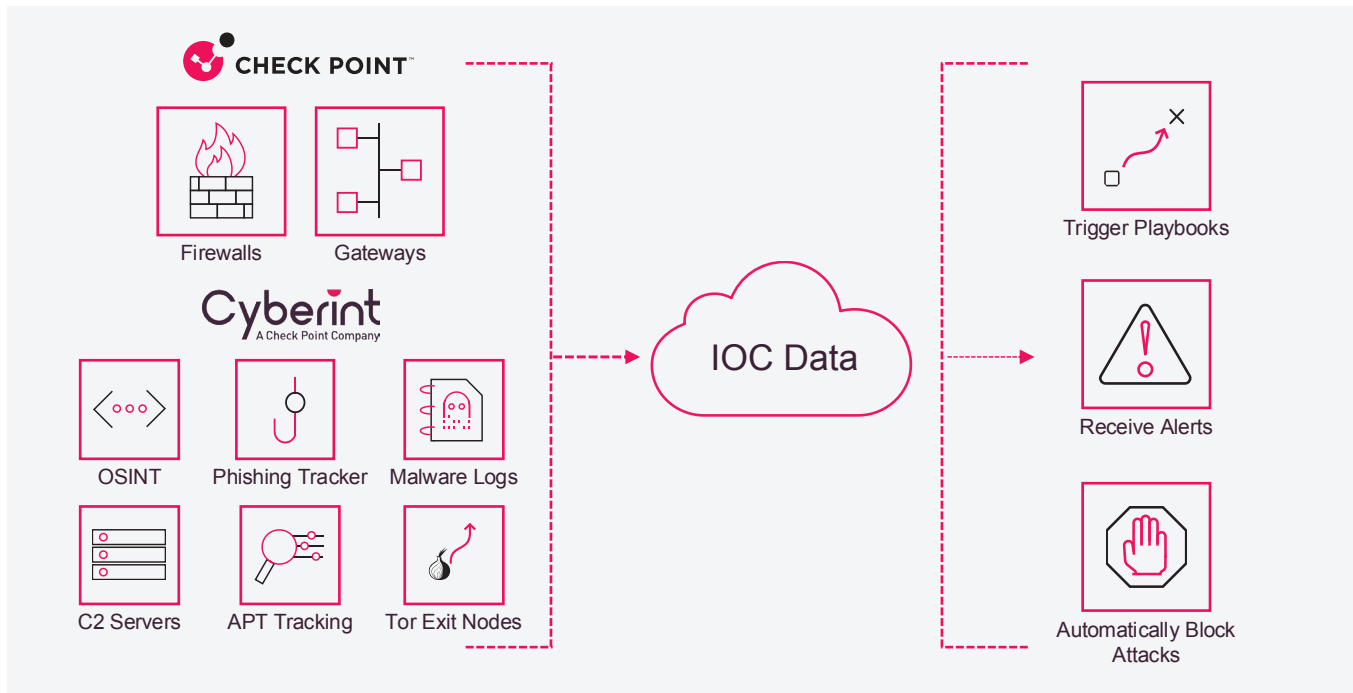 CHECK POINT™
Firewalls
Gateways
Cyberint
A Check Point Company
OSINT
Phishing Tracker
Malware Logs
C2 Servers
APT Tracking
Tor Exit Nodes
IOC Data
Trigger Playbooks
Receive Alerts
Automatically Block
Attacks